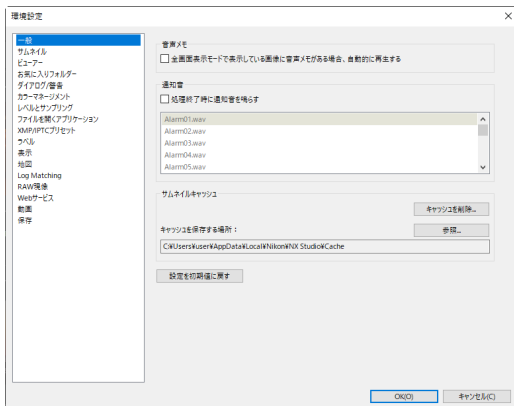 環境設定
一般
サムネイル
ビューアー
お気に入りフォルダー
ダイアログ/警告
カラーマネージメント
レベルとサンプリング
ファイルを開くアプリケーション
XMP/IPTCプリセット
ラベル
表示
地図
Log Matching
RAW現像
Webサービス
動画
保存
音声メモ
全画面表示モードで表示している画像に音声メモがある場合、自動的に再生する
通知音
処理終了時に通知音を鳴らす
Alarm01.wav
Alarm02.wav
Alarm03.wav
Alarm04.wav
Alarm05.wav
サムネイルキャッシュ
キャッシュを削除...
キャッシュを保存する場所：
参照...
C:¥Users¥user¥AppData¥Local¥Nikon¥NX Studio¥Cache
設定を初期値に戻す
OK(O)
キャンセル(C)